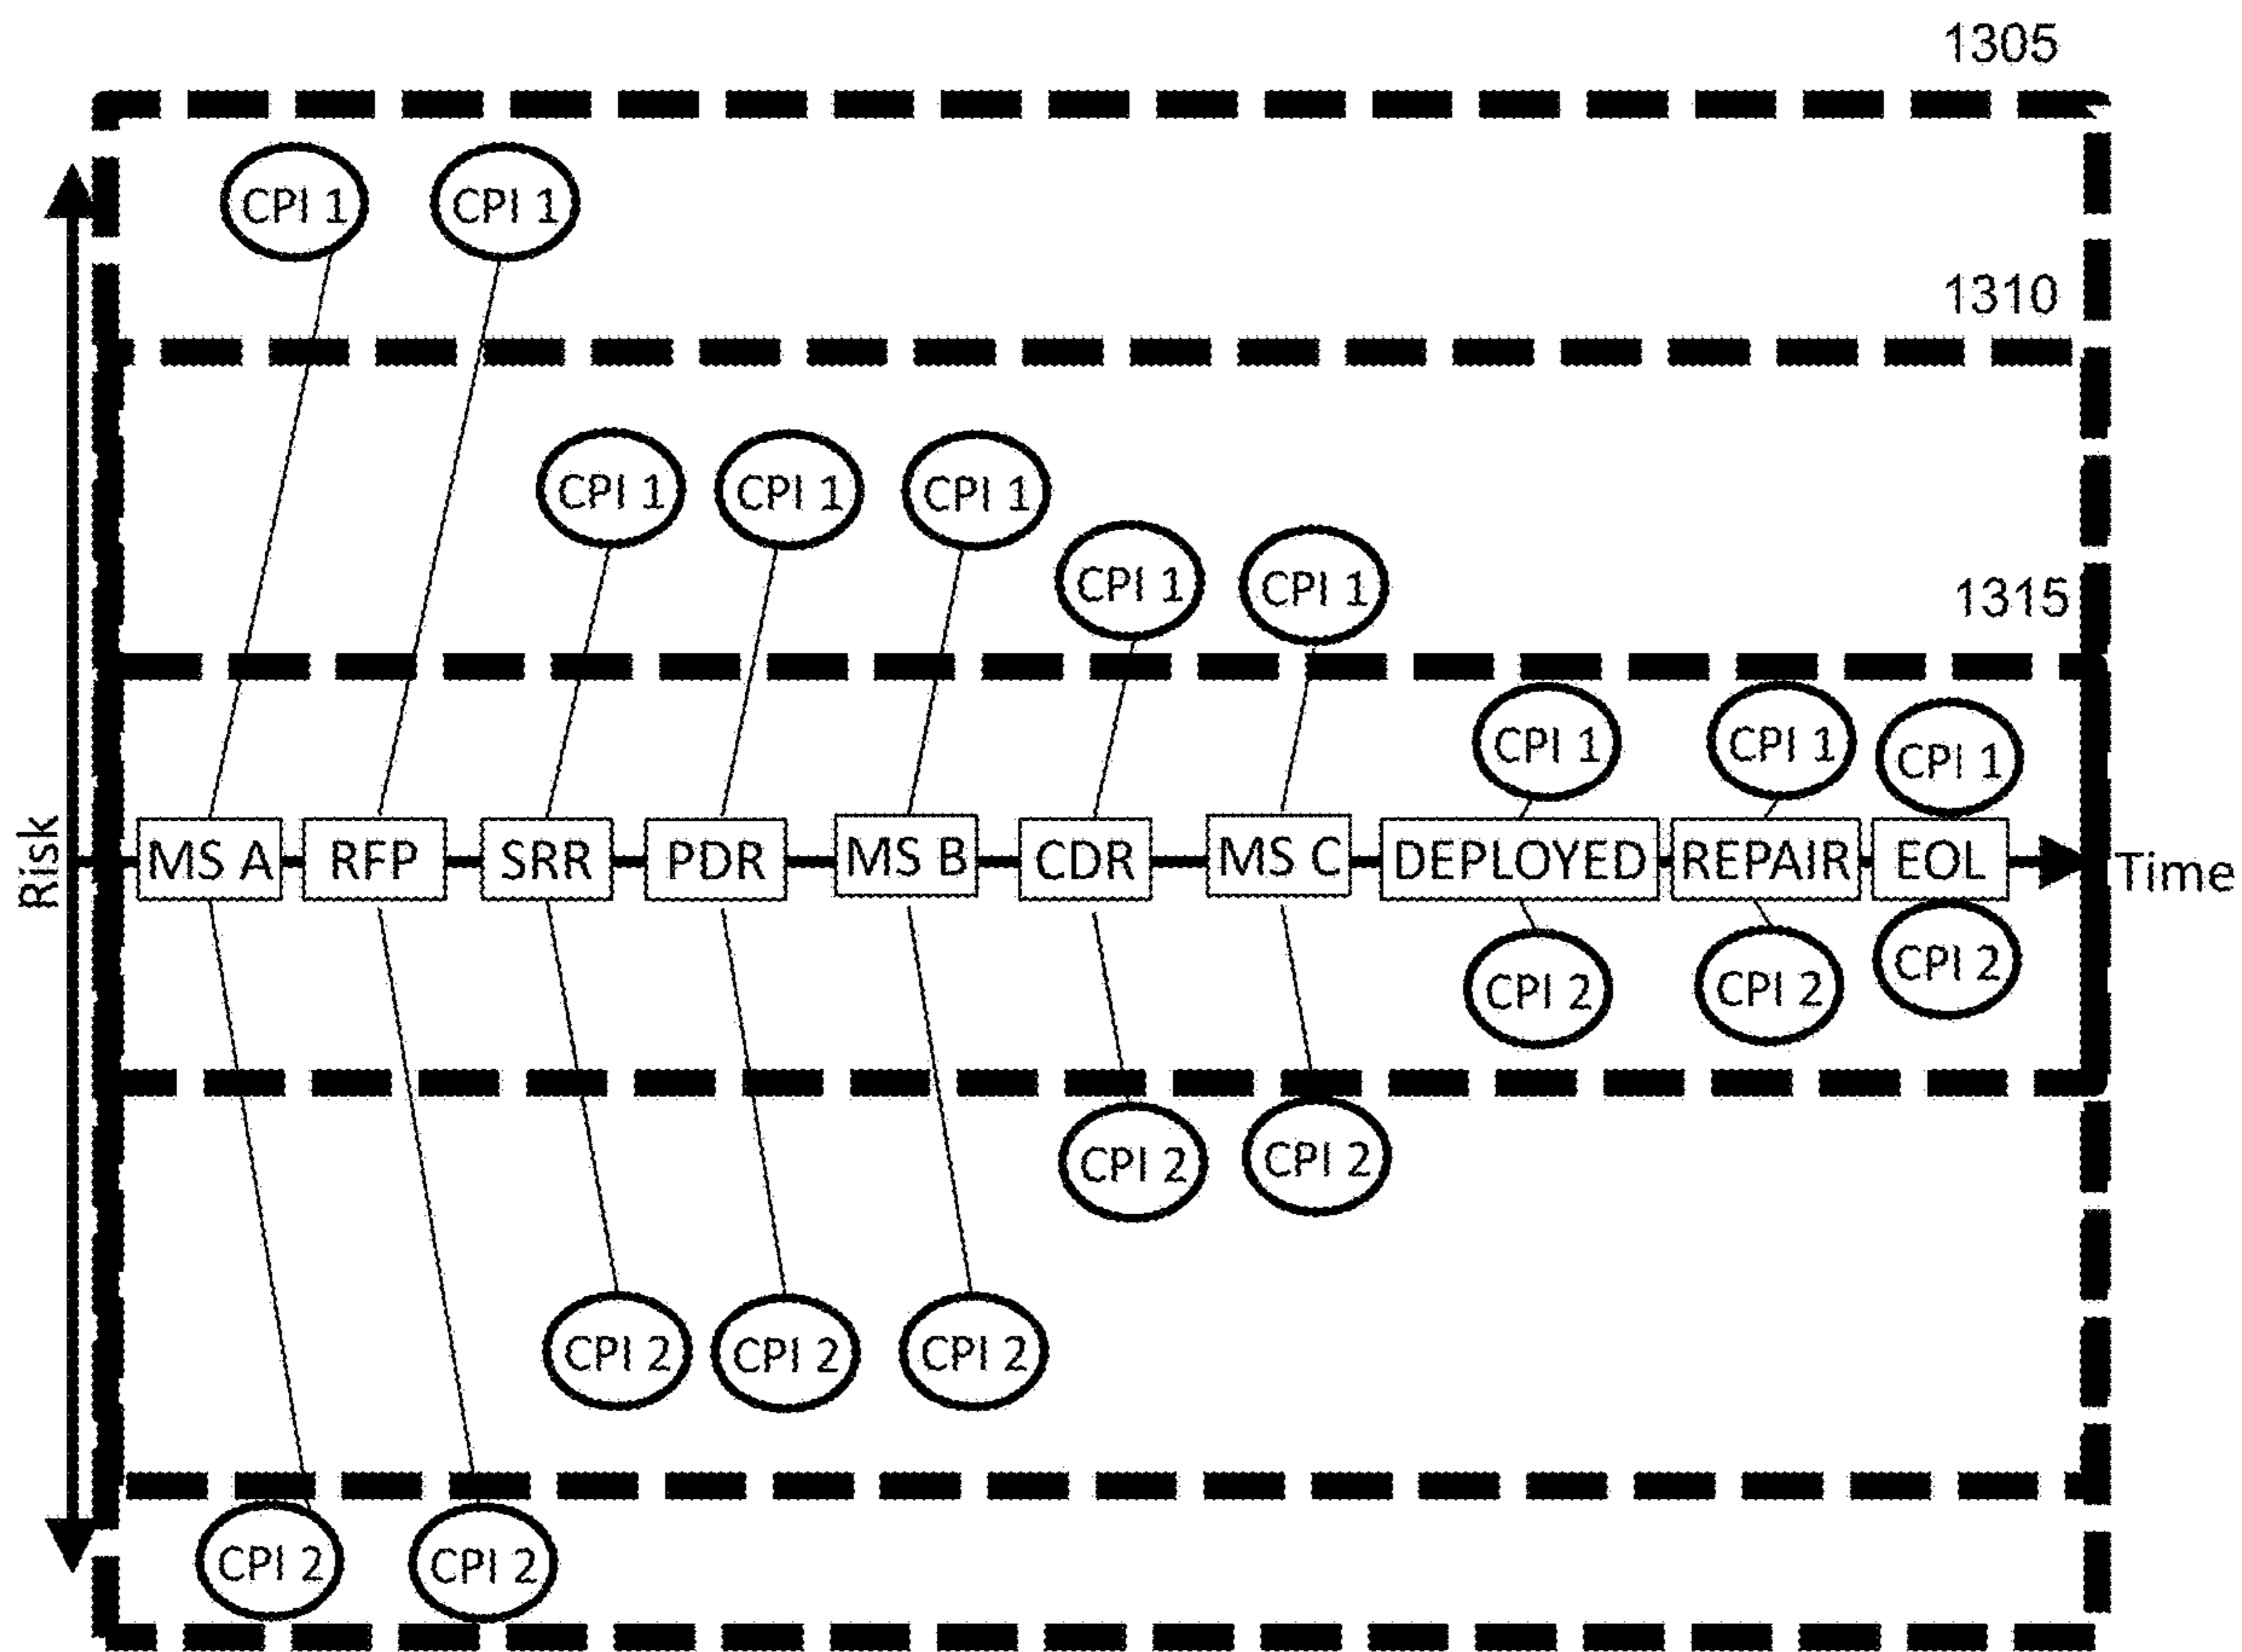 1305
CPI 1 CPI 1
1310
CPI 1 CPI 1 CPI 1
CPI 1 CPI 1
1315
CPI 1 CPI 1 CPI 1
Risk
MS A RFP SRR PDR MS B CDR MS C DEPLOYED REPAIR EOL Time
CPI 2 CPI 2 CPI 2
CPI 2 CPI 2
CPI 2 CPI 2 CPI 2
CPI 2 CPI 2